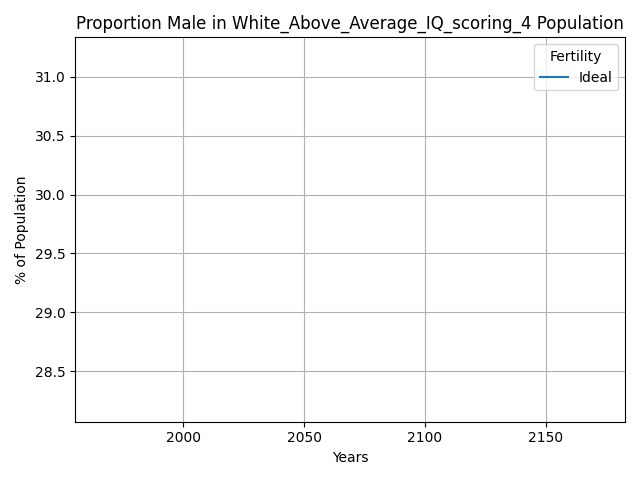 Proportion Male in White_Above_Average_IQ_scoring_4 Population
Fertility
Ideal
% of Population
31.0
30.5
30.0
29.5
29.0
28.5
2000 2050 2100 2150
Years